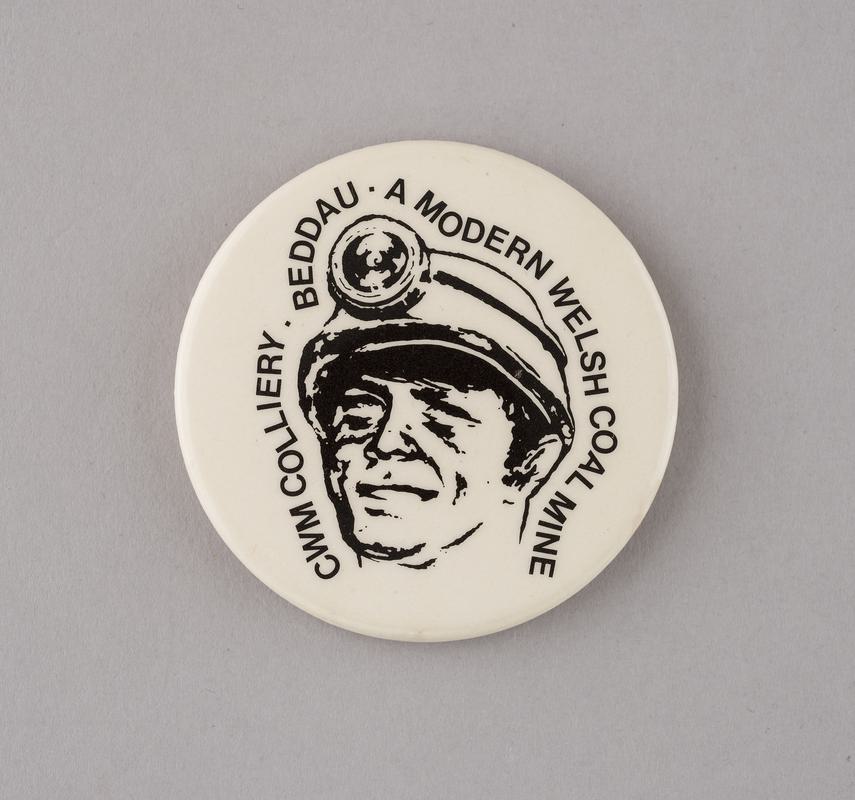 CWM COLLIERY · BEDDAU · A MODERN WELSH COAL MINE